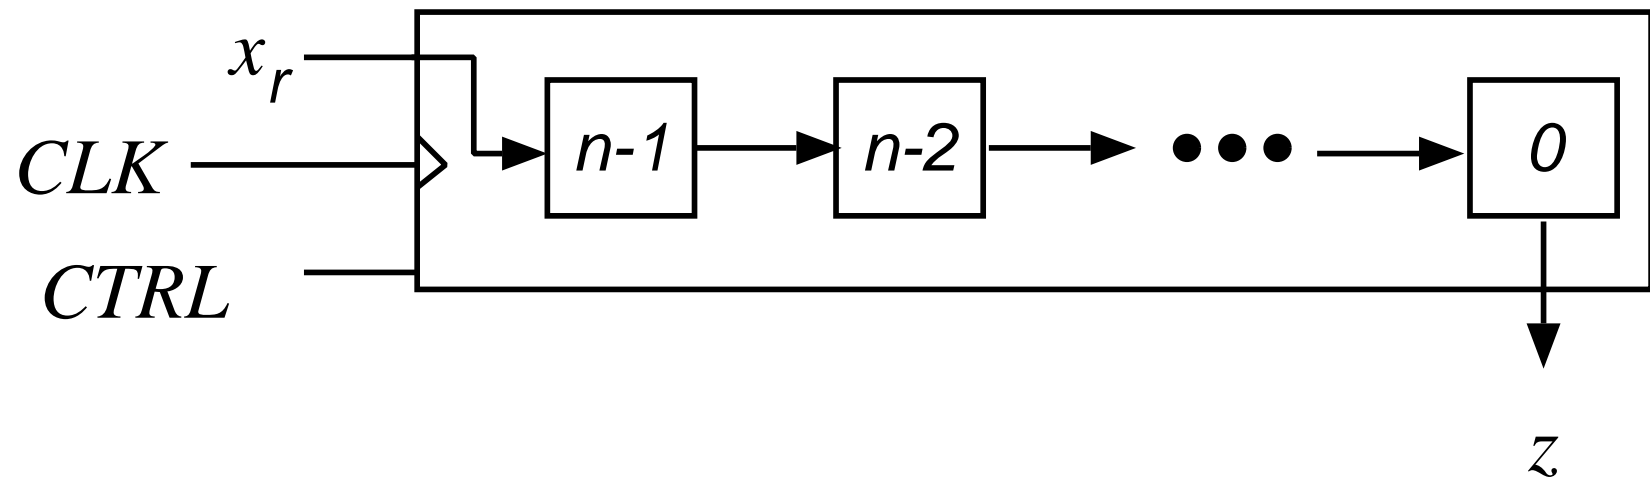 x_r
n-1 n-2 ●●● 0
CLK
CTRL
z